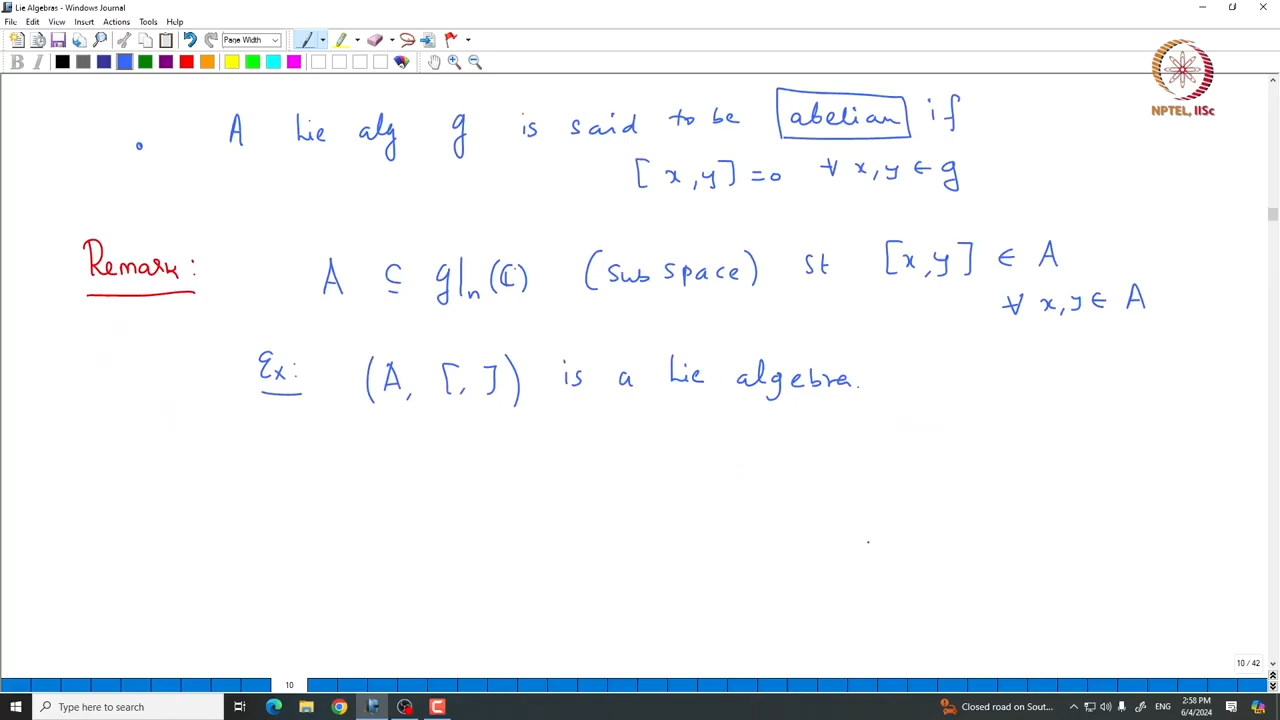 Lie Algebras - Windows Journal
File Edit View Insert Actions Tools Help
Page Width
B I
NPTEL, IISc
• A Lie alg g is said to be abelian if
[x,y]=0 ∀ x,y ∈ g
Remark: A ⊆ gl_n(ℂ) (subspace) st [x,y] ∈ A
∀ x,y ∈ A
Ex: (A, [,]) is a Lie algebra.
10 / 42
10
Type here to search
Closed road on Sout...
ENG
2:58 PM
6/4/2024